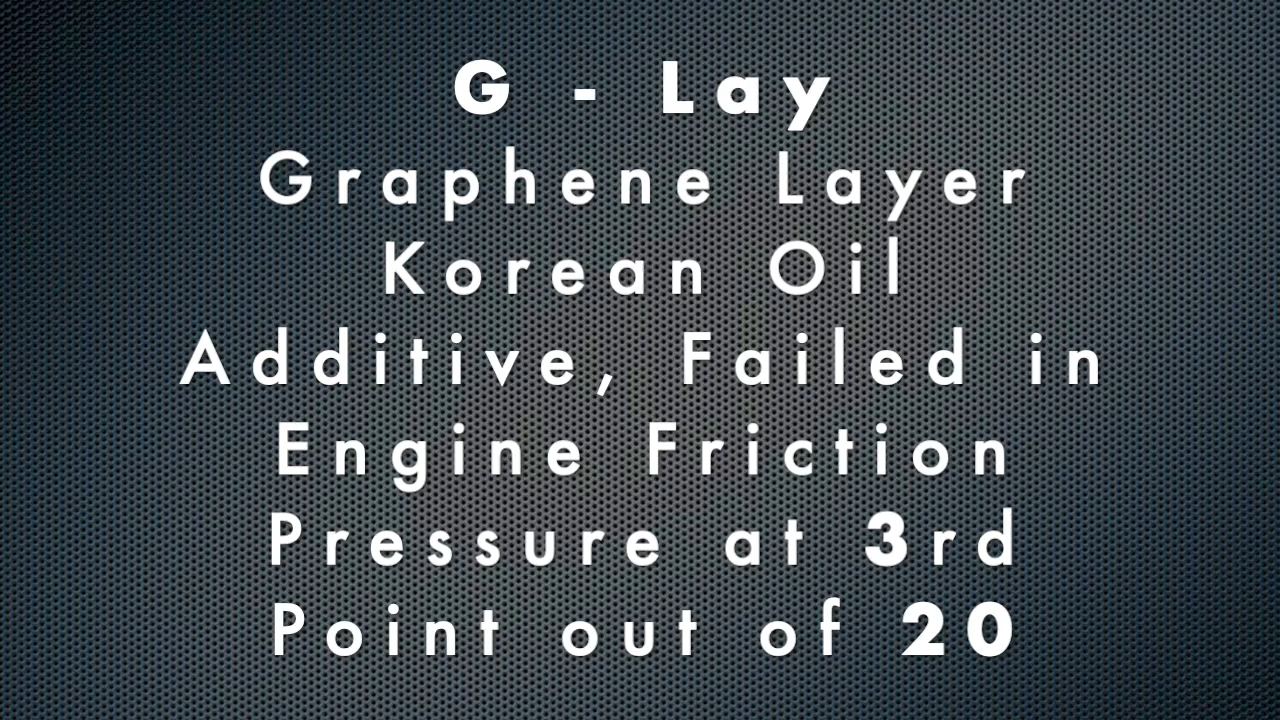 G - Lay
Graphene Layer
Korean Oil
Additive, Failed in
Engine Friction
Pressure at 3rd
Point out of 20